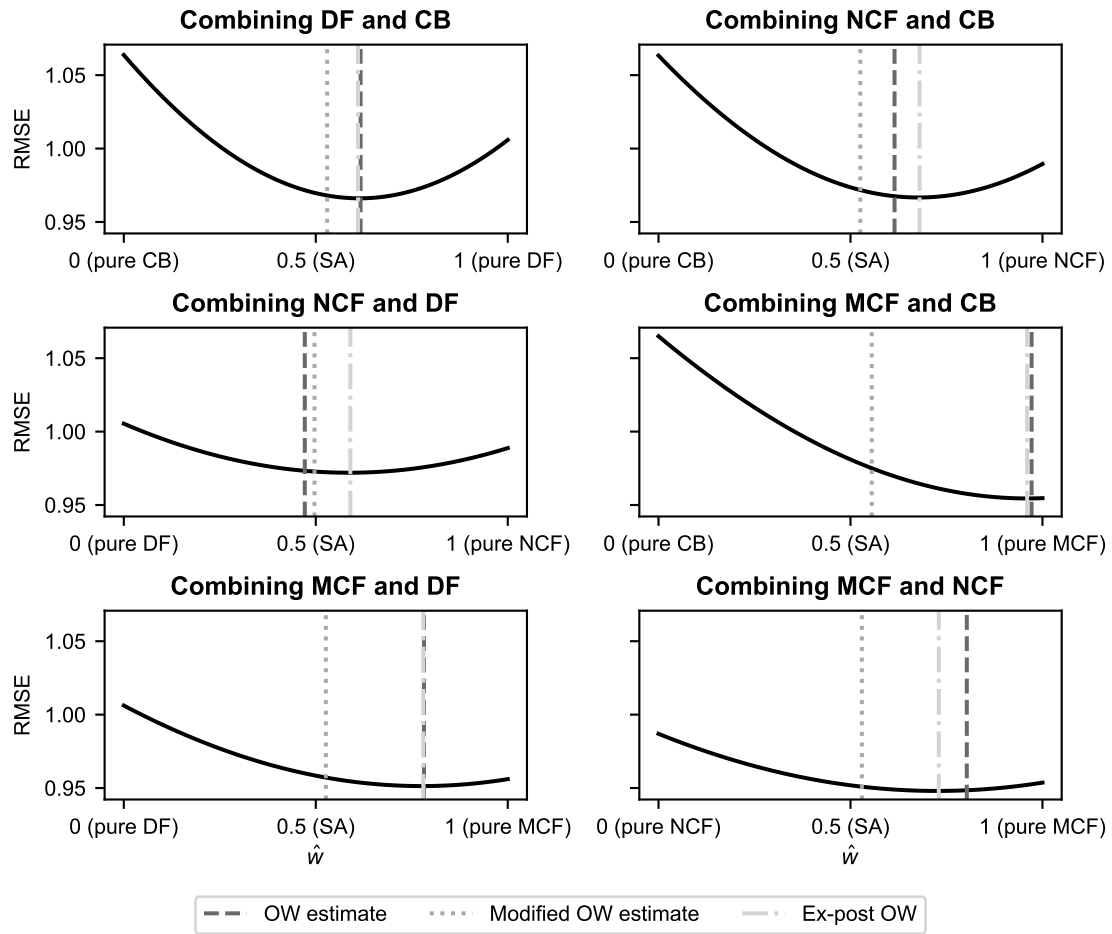 Combining DF and CB
RMSE
1.05
1.00
0.95
0 (pure CB)
0.5 (SA)
1 (pure DF)
Combining NCF and CB
0 (pure CB)
0.5 (SA)
1 (pure NCF)
Combining NCF and DF
RMSE
1.05
1.00
0.95
0 (pure DF)
0.5 (SA)
1 (pure NCF)
Combining MCF and CB
0 (pure CB)
0.5 (SA)
1 (pure MCF)
Combining MCF and DF
RMSE
1.05
1.00
0.95
0 (pure DF)
0.5 (SA)
1 (pure MCF)
ŵ
Combining MCF and NCF
0 (pure NCF)
0.5 (SA)
1 (pure MCF)
ŵ
OW estimate
Modified OW estimate
Ex-post OW